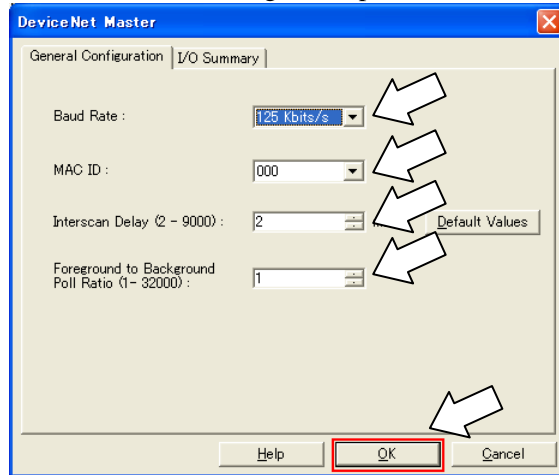 DeviceNet Master
General Configuration I/O Summary
Baud Rate : 125 Kbits/s
MAC ID : 000
Interscan Delay (2 - 9000) : 2 Default Values
Foreground to Background
Poll Ratio (1- 32000) : 1
Help OK Cancel